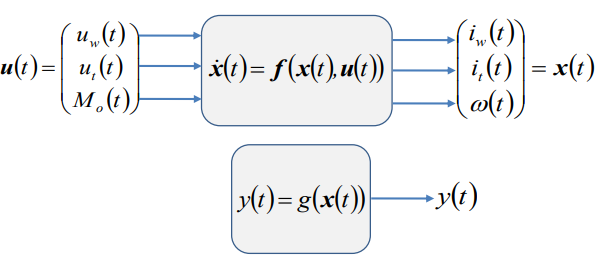 u(t)= (u_w(t) u_t(t) M_o(t))
ẋ(t)= f(x(t),u(t))
(i_w(t) i_t(t) ω(t)) = x(t)
y(t)= g(x(t))
y(t)